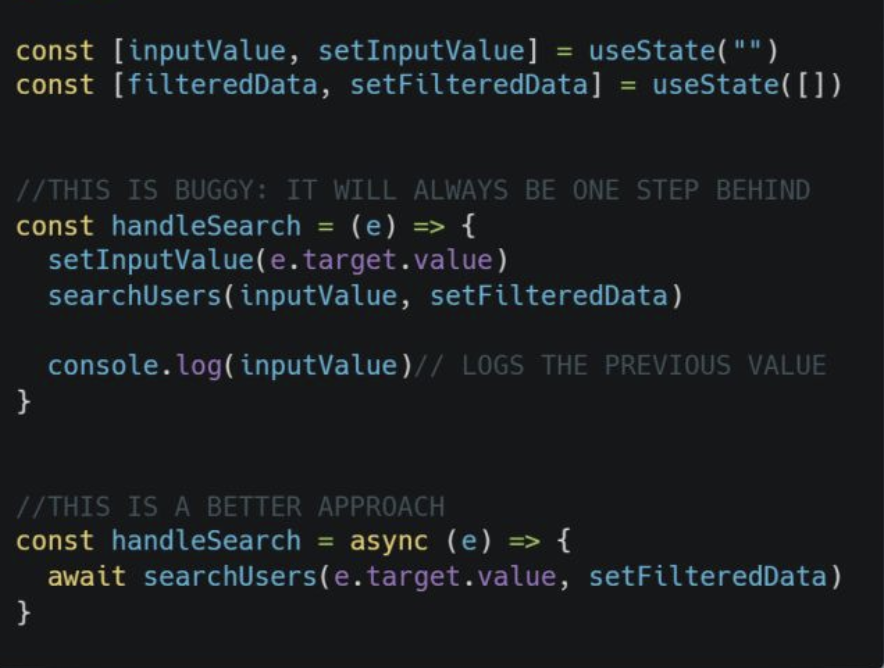 const [inputValue, setInputValue] = useState("")
const [filteredData, setFilteredData] = useState([])
//THIS IS BUGGY: IT WILL ALWAYS BE ONE STEP BEHIND
const handleSearch = (e) => {
  setInputValue(e.target.value)
  searchUsers(inputValue, setFilteredData)
  console.log(inputValue)// LOGS THE PREVIOUS VALUE
}
//THIS IS A BETTER APPROACH
const handleSearch = async (e) => {
  await searchUsers(e.target.value, setFilteredData)
}